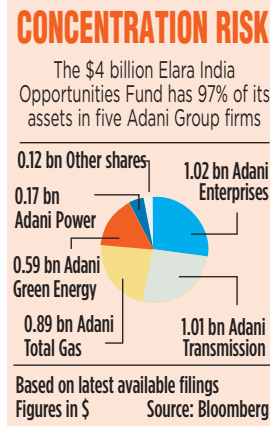 CONCENTRATION RISK
The $4 billion Elara India
Opportunities Fund has 97% of its
assets in five Adani Group firms
0.12 bn Other shares
1.02 bn Adani
Enterprises
0.17 bn
Adani Power
0.59 bn Adani
Green Energy
0.89 bn Adani
Total Gas
1.01 bn Adani
Transmission
Based on latest available filings
Figures in $ Source: Bloomberg